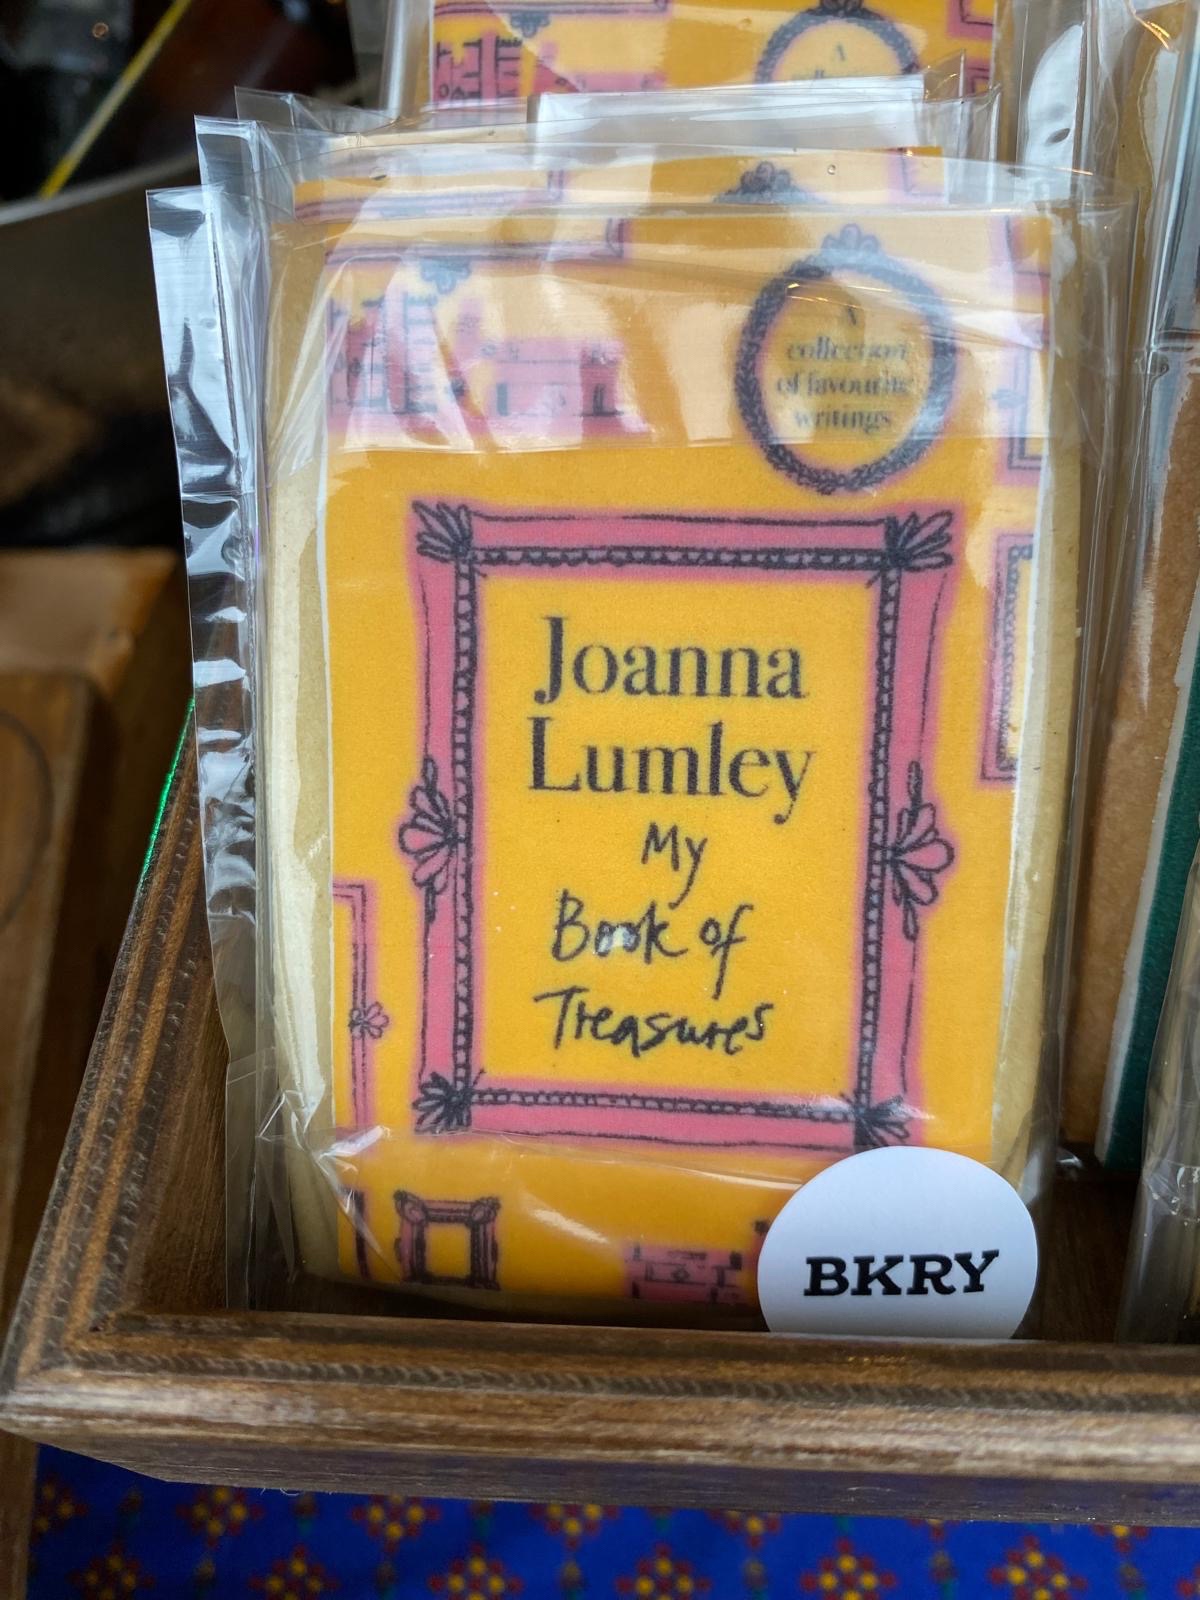 A
A
collection
of favourite
writings
Joanna
Lumley
My
Book of
Treasures
BKRY